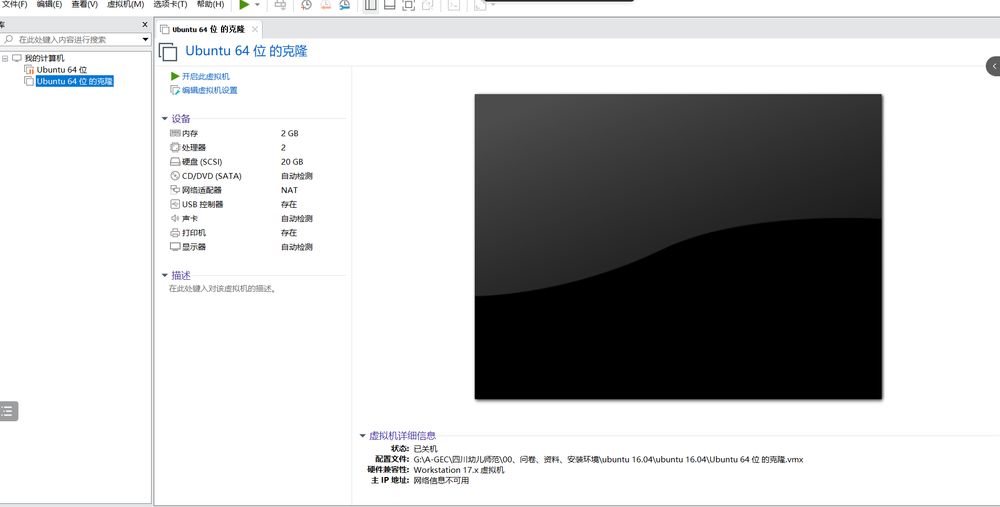 文件(F) 编辑(E) 查看(V) 虚拟机(M) 选项卡(T) 帮助(H)
库
在此处键入内容进行搜索
我的计算机
Ubuntu 64 位
Ubuntu 64 位 的克隆
Ubuntu 64 位 的克隆
Ubuntu 64 位 的克隆
开启此虚拟机
编辑虚拟机设置
设备
内存 2 GB
处理器 2
硬盘 (SCSI) 20 GB
CD/DVD (SATA) 自动检测
网络适配器 NAT
USB 控制器 存在
声卡 自动检测
打印机 存在
显示器 自动检测
描述
在此处键入对该虚拟机的描述。
虚拟机详细信息
状态: 已关机
配置文件: G:\A-GEC\四川幼儿师范\00、问卷、资料、安装环境\ubuntu 16.04\ubuntu 16.04\Ubuntu 64 位 的克隆.vmx
硬件兼容性: Workstation 17.x 虚拟机
主 IP 地址: 网络信息不可用